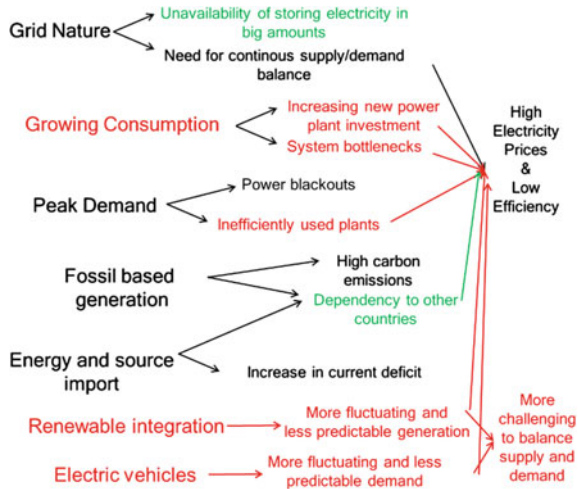 Grid Nature
Unavailability of storing electricity in
big amounts
Need for continous supply/demand
balance
Growing Consumption
Increasing new power
plant investment
System bottlenecks
High
Electricity
Prices
&
Low
Efficiency
Peak Demand
Power blackouts
Inefficiently used plants
Fossil based
generation
High carbon
emissions
Dependency to other
countries
Energy and source
import
Increase in current deficit
Renewable integration
More fluctuating and
less predictable generation
Electric vehicles
More fluctuating and less
predictable demand
More
challenging
to balance
supply and
demand